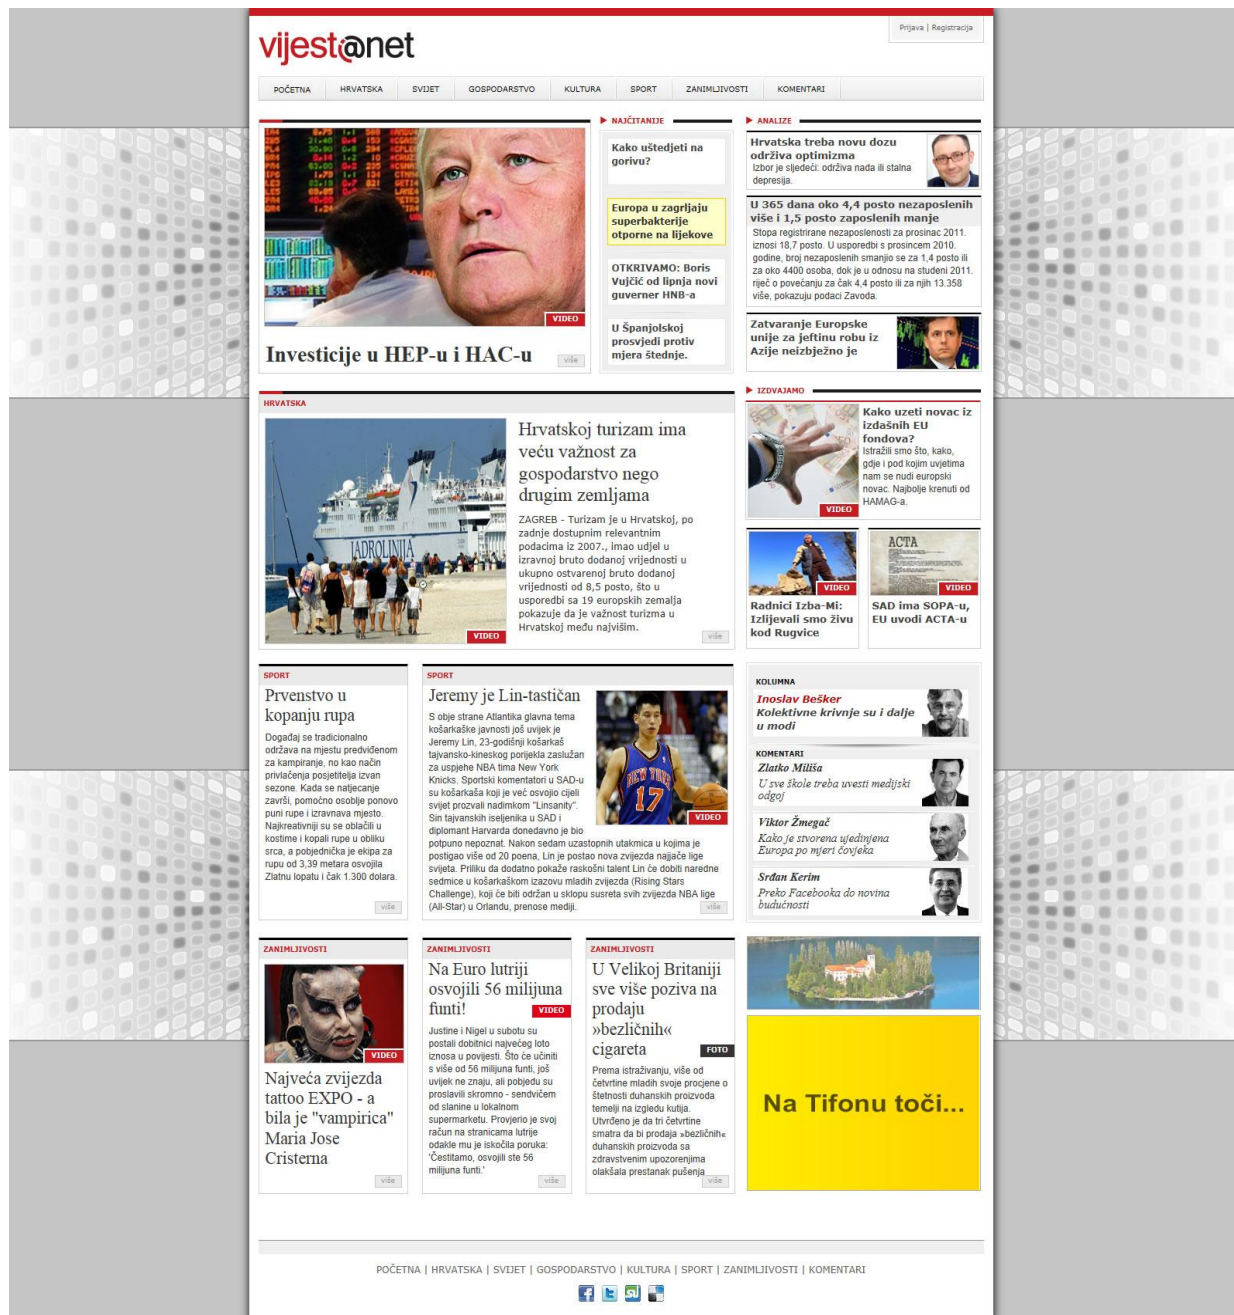 Prijava | Registracija
vijest@net
POČETNA
HRVATSKA
SVIJET
GOSPODARSTVO
KULTURA
SPORT
ZANIMLJIVOSTI
KOMENTARI
VIDEO
Investicije u HEP-u i HAC-u
više
NAJČITANIJE
Kako uštedjeti na
gorivu?
Europa u zagrljaju
superbakterije
otporne na lijekove
OTKRIVAMO: Boris
Vujčić od lipnja novi
guverner HNB-a
U Španjolskoj
prosvjedi protiv
mjera štednje.
ANALIZE
Hrvatska treba novu dozu
održiva optimizma
Izbor je sljedeći: održiva nada ili stalna
depresija.
U 365 dana oko 4,4 posto nezaposlenih
više i 1,5 posto zaposlenih manje
Stopa registrirane nezaposlenosti za prosinac 2011.
iznosi 18,7 posto. U usporedbi s prosincem 2010.
godine, broj nezaposlenih smanjio se za 1,4 posto ili
za oko 4400 osoba, dok je u odnosu na studeni 2011.
riječ o povećanju za čak 4,4 posto ili za njih 13.358
više, pokazuju podaci Zavoda.
Zatvaranje Europske
unije za jeftinu robu iz
Azije neizbježno je
HRVATSKA
JADROLINIJA
VIDEO
Hrvatskoj turizam ima
veću važnost za
gospodarstvo nego
drugim zemljama
ZAGREB - Turizam je u Hrvatskoj, po
zadnje dostupnim relevantnim
podacima iz 2007., imao udjel u
izravnoj bruto dodanoj vrijednosti u
ukupno ostvarenoj bruto dodanoj
vrijednosti od 8,5 posto, što u
usporedbi sa 19 europskih zemalja
pokazuje da je važnost turizma u
Hrvatskoj među najvišim.
više
IZDVAJAMO
VIDEO
Kako uzeti novac iz
izdašnih EU
fondova?
Istražili smo što, kako,
gdje i pod kojim uvjetima
nam se nudi europski
novac. Najbolje krenuti od
HAMAG-a.
VIDEO
Radnici Izba-Mi:
Izlijevali smo živu
kod Rugvice
ACTA
VIDEO
SAD ima SOPA-u,
EU uvodi ACTA-u
SPORT
Prvenstvo u
kopanju rupa
Događaj se tradicionalno
održava na mjestu predviđenom
za kampiranje, no kao način
privlačenja posjetitelja izvan
sezone. Kada se natjecanje
završi, pomoćno osoblje ponovo
puni rupe i izravnava mjesto.
Najkreativniji su se oblačili u
kostime i kopali rupe u obliku
srca, a pobjednička je ekipa za
rupu od 3,39 metara osvojila
Zlatnu lopatu i čak 1.300 dolara.
više
SPORT
Jeremy je Lin-tastičan
S obje strane Atlantika glavna tema
košarkaške javnosti još uvijek je
Jeremy Lin, 23-godišnji košarkaš
tajvansko-kineskog porijekla zaslužan
za uspjehe NBA tima New York
Knicks. Sportski komentatori u SAD-u
su košarkaša koji je već osvojio cijeli
svijet prozvali nadimkom "Linsanity".
Sin tajvanskih iseljenika u SAD i
diplomant Harvarda donedavno je bio
potpuno nepoznat. Nakon sedam uzastopnih utakmica u kojima je
postigao više od 20 poena, Lin je postao nova zvijezda najjače lige
svijeta. Priliku da dodatno pokaže raskošni talent Lin će dobiti naredne
sedmice u košarkaškom izazovu mladih zvijezda (Rising Stars
Challenge), koji će biti održan u sklopu susreta svih zvijezda NBA lige
(All-Star) u Orlandu, prenose mediji.
NEW YORK
17
VIDEO
više
KOLUMNA
Inoslav Bešker
Kolektivne krivnje su i dalje
u modi
KOMENTARI
Zlatko Miliša
U sve škole treba uvesti medijski
odgoj
Viktor Žmegač
Kako je stvorena ujedinjena
Europa po mjeri čovjeka
Srđan Kerim
Preko Facebooka do novina
budućnosti
ZANIMLJIVOSTI
VIDEO
Najveća zvijezda
tattoo EXPO - a
bila je "vampirica"
Maria Jose
Cristerna
više
ZANIMLJIVOSTI
Na Euro lutriji
osvojili 56 milijuna
funti!
VIDEO
Justine i Nigel u subotu su
postali dobitnici najvećeg loto
iznosa u povijesti. Što će učiniti
s više od 56 milijuna funti, još
uvijek ne znaju, ali pobjedu su
proslavili skromno - sendvičem
od slanine u lokalnom
supermarketu. Provjerio je svoj
račun na stranicama lutrije
odakle mu je iskočila poruka:
'Čestitamo, osvojili ste 56
milijuna funti.'
više
ZANIMLJIVOSTI
U Velikoj Britaniji
sve više poziva na
prodaju
»bezličnih«
cigareta
FOTO
Prema istraživanju, više od
četvrtine mladih svoje procjene o
štetnosti duhanskih proizvoda
temelji na izgledu kutija.
Utvrđeno je da tri četvrtine
smatra da bi prodaja »bezličnih«
duhanskih proizvoda sa
zdravstvenim upozorenjima
olakšala prestanak pušenja
više
Na Tifonu toči...
POČETNA | HRVATSKA | SVIJET | GOSPODARSTVO | KULTURA | SPORT | ZANIMLJIVOSTI | KOMENTARI